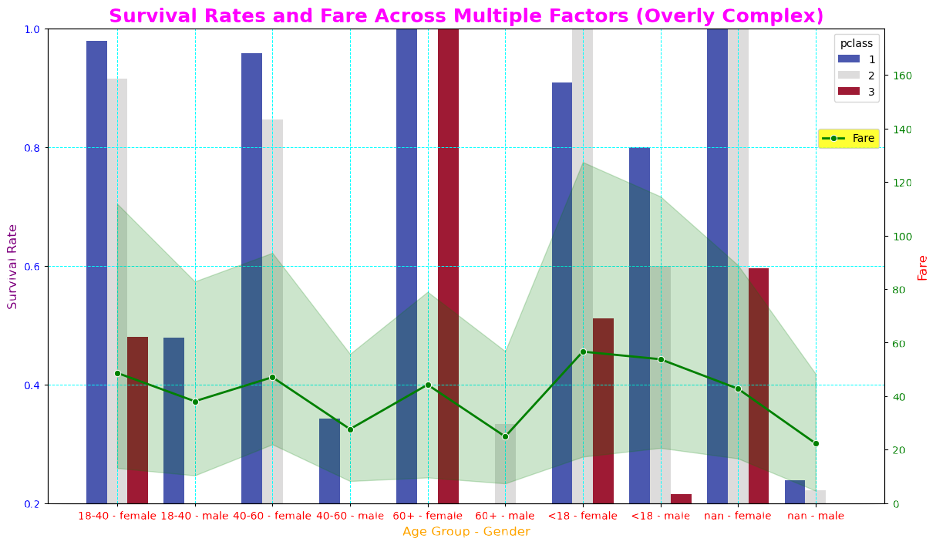 Survival Rates and Fare Across Multiple Factors (Overly Complex)
1.0
0.8
0.6
0.4
0.2
Survival Rate
pclass
1
2
3
Fare
160
140
120
100
80
60
40
20
0
Fare
18-40 - female 18-40 - male 40-60 - female 40-60 - male 60+ - female 60+ - male <18 - female <18 - male nan - female nan - male
Age Group - Gender